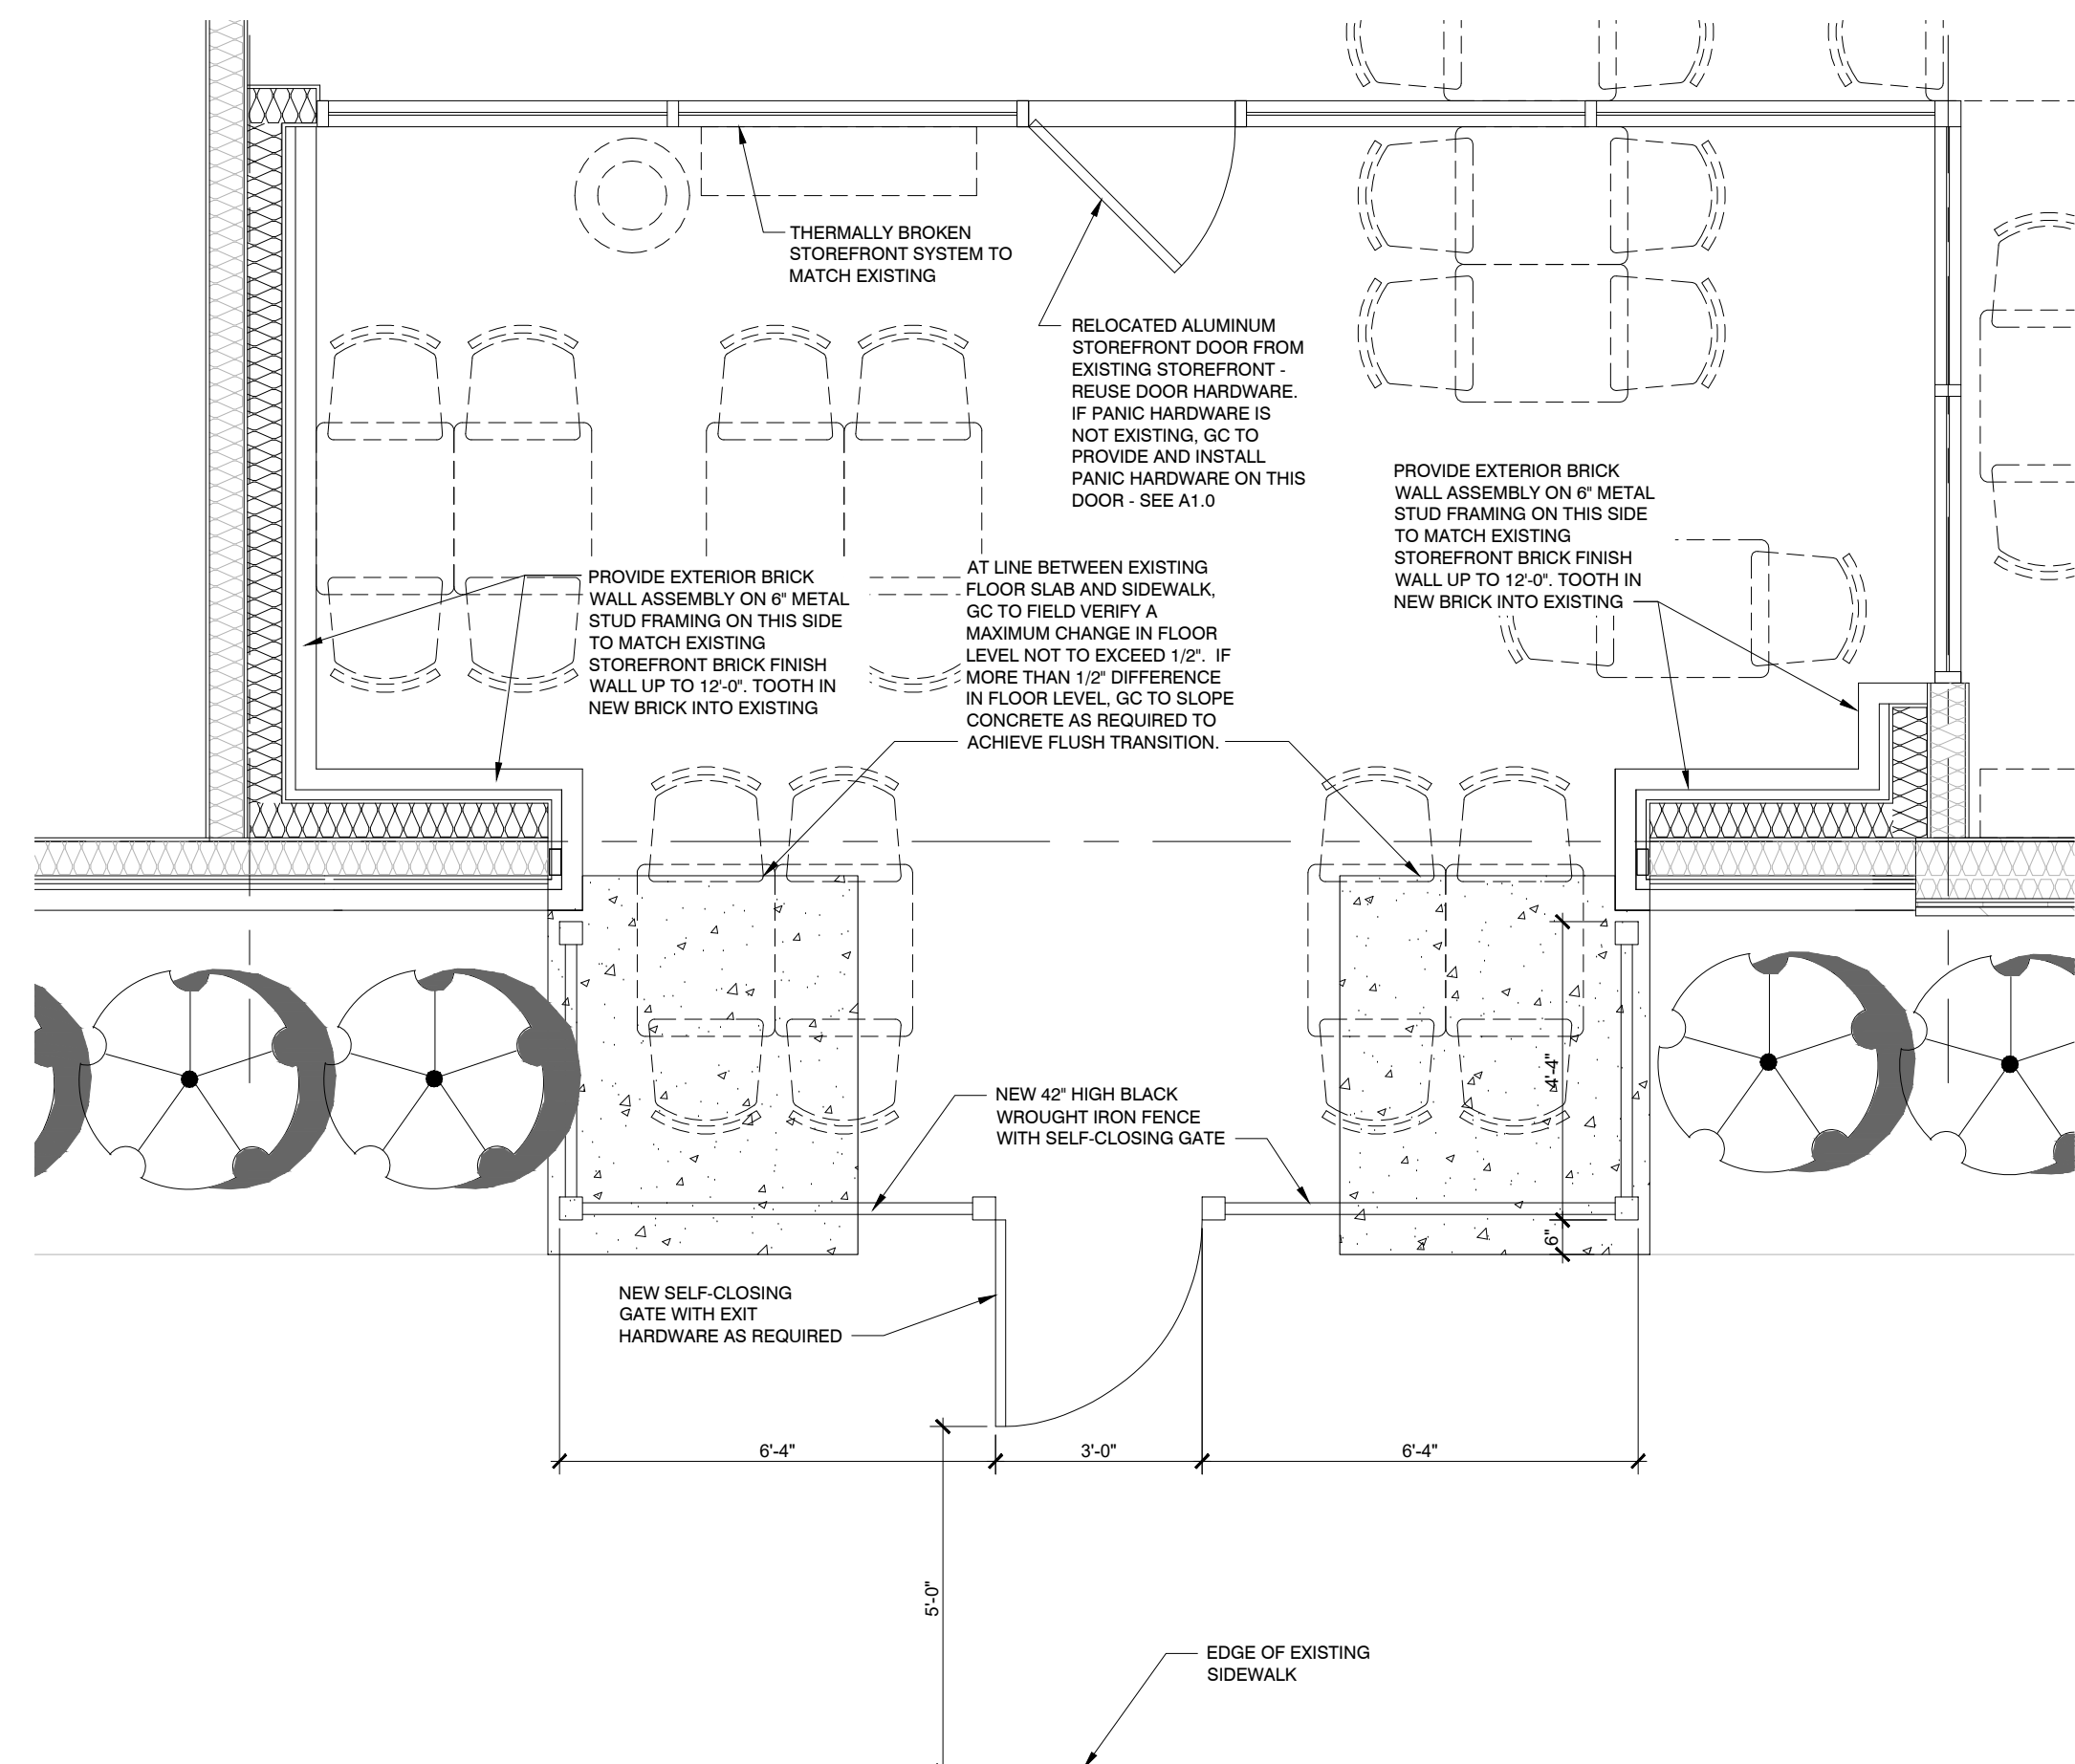 THERMALLY BROKEN
STOREFRONT SYSTEM TO
MATCH EXISTING
RELOCATED ALUMINUM
STOREFRONT DOOR FROM
EXISTING STOREFRONT -
REUSE DOOR HARDWARE.
IF PANIC HARDWARE IS
NOT EXISTING, GC TO
PROVIDE AND INSTALL
PANIC HARDWARE ON THIS
DOOR - SEE A1.0
PROVIDE EXTERIOR BRICK
WALL ASSEMBLY ON 6" METAL
STUD FRAMING ON THIS SIDE
TO MATCH EXISTING
STOREFRONT BRICK FINISH
WALL UP TO 12'-0". TOOTH IN
NEW BRICK INTO EXISTING
PROVIDE EXTERIOR BRICK
WALL ASSEMBLY ON 6" METAL
STUD FRAMING ON THIS SIDE
TO MATCH EXISTING
STOREFRONT BRICK FINISH
WALL UP TO 12'-0". TOOTH IN
NEW BRICK INTO EXISTING
AT LINE BETWEEN EXISTING
FLOOR SLAB AND SIDEWALK,
GC TO FIELD VERIFY A
MAXIMUM CHANGE IN FLOOR
LEVEL NOT TO EXCEED 1/2". IF
MORE THAN 1/2" DIFFERENCE
IN FLOOR LEVEL, GC TO SLOPE
CONCRETE AS REQUIRED TO
ACHIEVE FLUSH TRANSITION.
4'-4"
NEW 42" HIGH BLACK
WROUGHT IRON FENCE
WITH SELF-CLOSING GATE
6"
NEW SELF-CLOSING
GATE WITH EXIT
HARDWARE AS REQUIRED
6'-4"
3'-0"
6'-4"
5'-0"
EDGE OF EXISTING
SIDEWALK